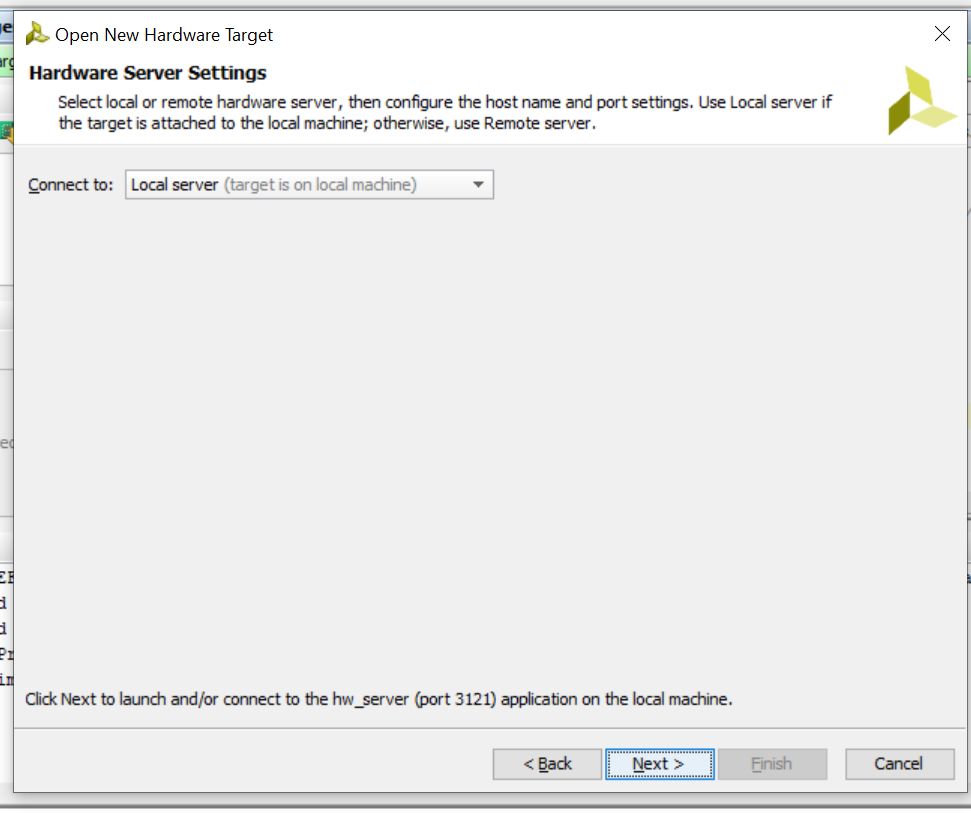 Open New Hardware Target
Hardware Server Settings
Select local or remote hardware server, then configure the host name and port settings. Use Local server if
the target is attached to the local machine; otherwise, use Remote server.
Connect to: Local server (target is on local machine)
Click Next to launch and/or connect to the hw_server (port 3121) application on the local machine.
< Back Next > Finish Cancel